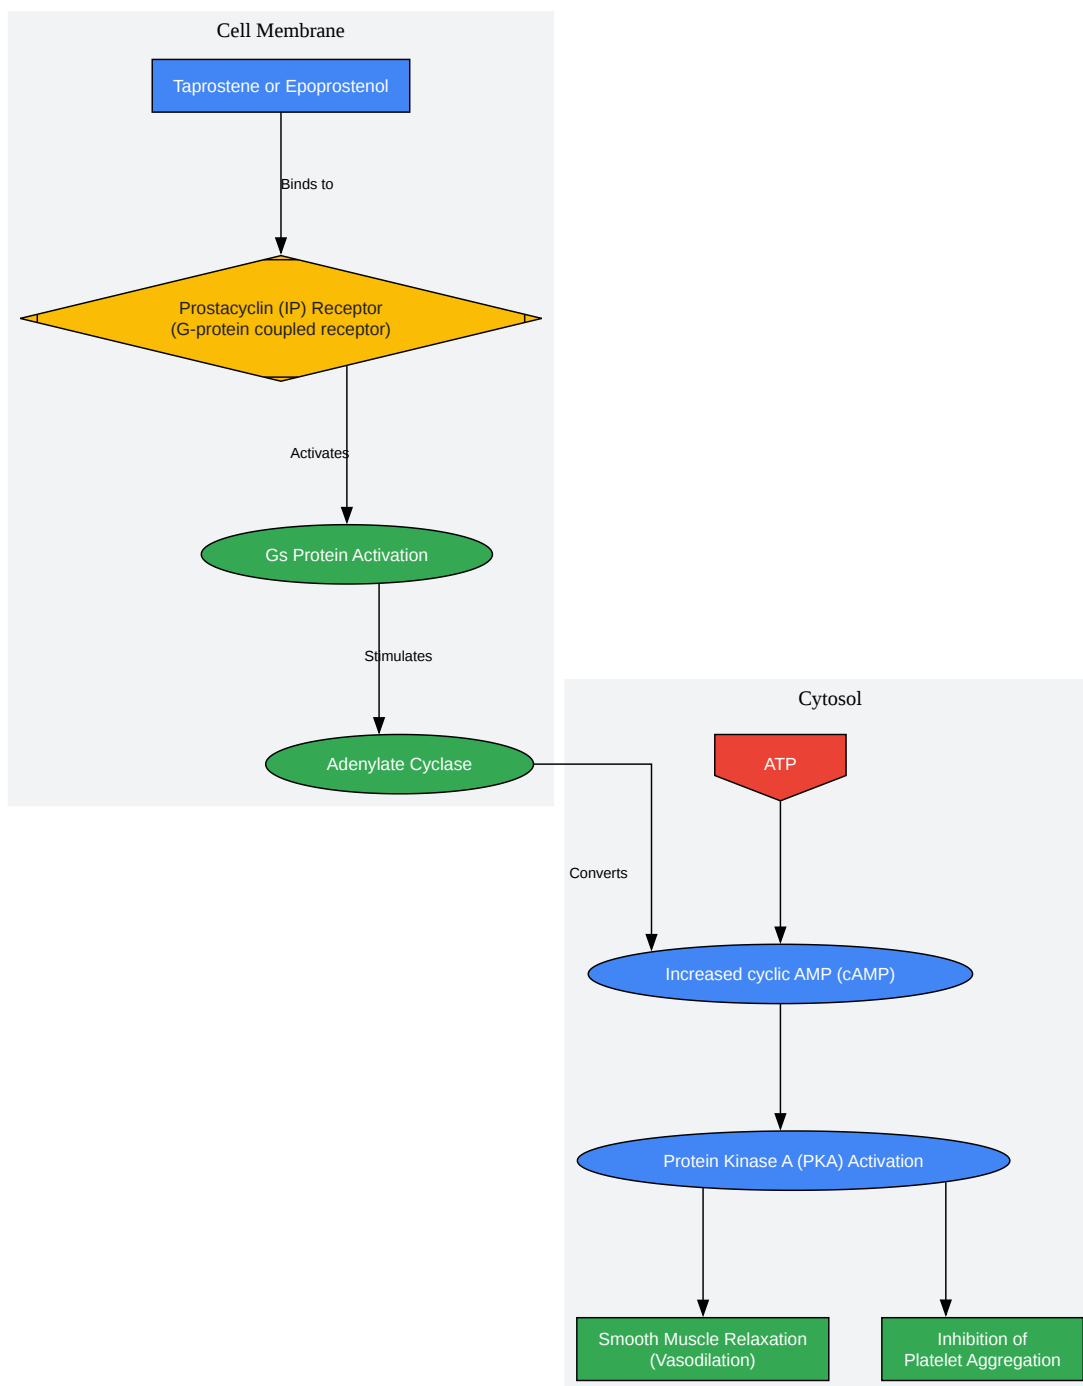 Cell Membrane
Taprostene or Epoprostenol
Binds to
Prostacyclin (IP) Receptor
(G-protein coupled receptor)
Activates
Gs Protein Activation
Stimulates
Adenylate Cyclase
Cytosol
ATP
Converts
Increased cyclic AMP (cAMP)
Protein Kinase A (PKA) Activation
Smooth Muscle Relaxation
(Vasodilation)
Inhibition of
Platelet Aggregation